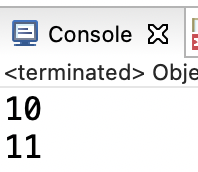 Console
<terminated> Obje
10
11